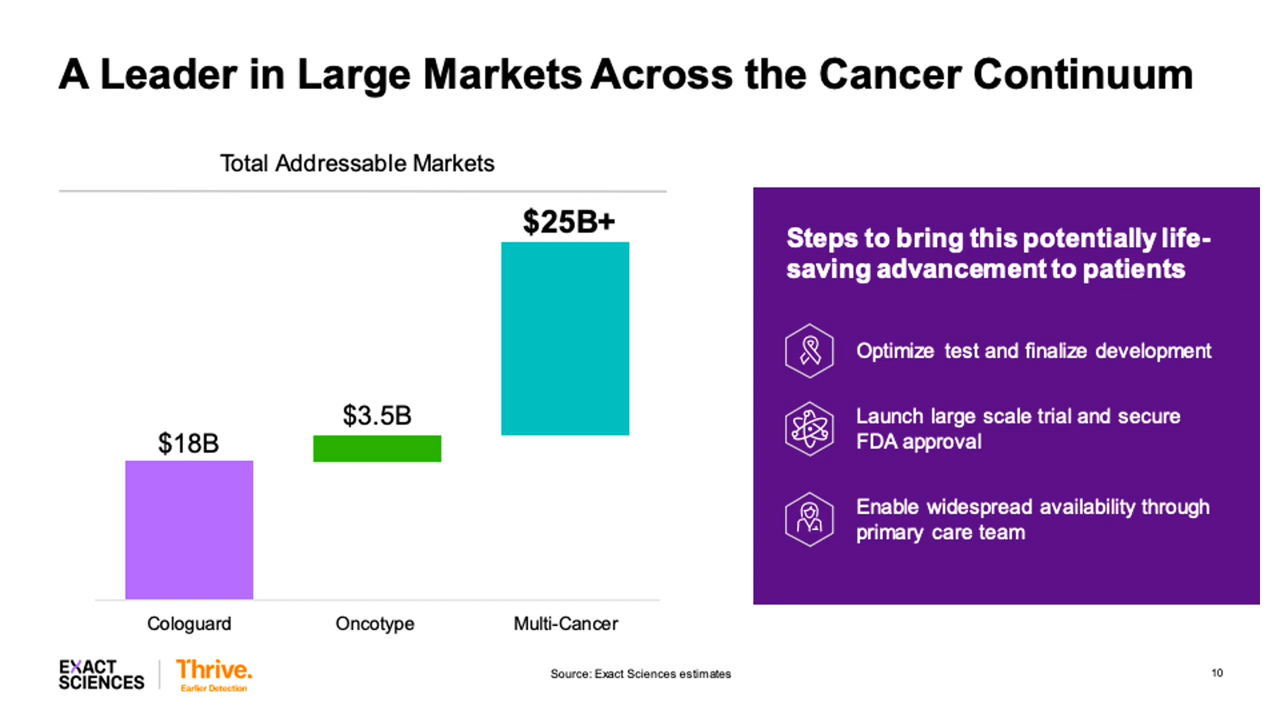 A Leader in Large Markets Across the Cancer Continuum
Total Addressable Markets
$25B+
$3.5B
$18B
Cologuard
Oncotype
Multi-Cancer
Steps to bring this potentially life-
saving advancement to patients
Optimize test and finalize development
Launch large scale trial and secure
FDA approval
Enable widespread availability through
primary care team
EXACT
SCIENCES
Thrive.
Earlier Detection
Source: Exact Sciences estimates
10